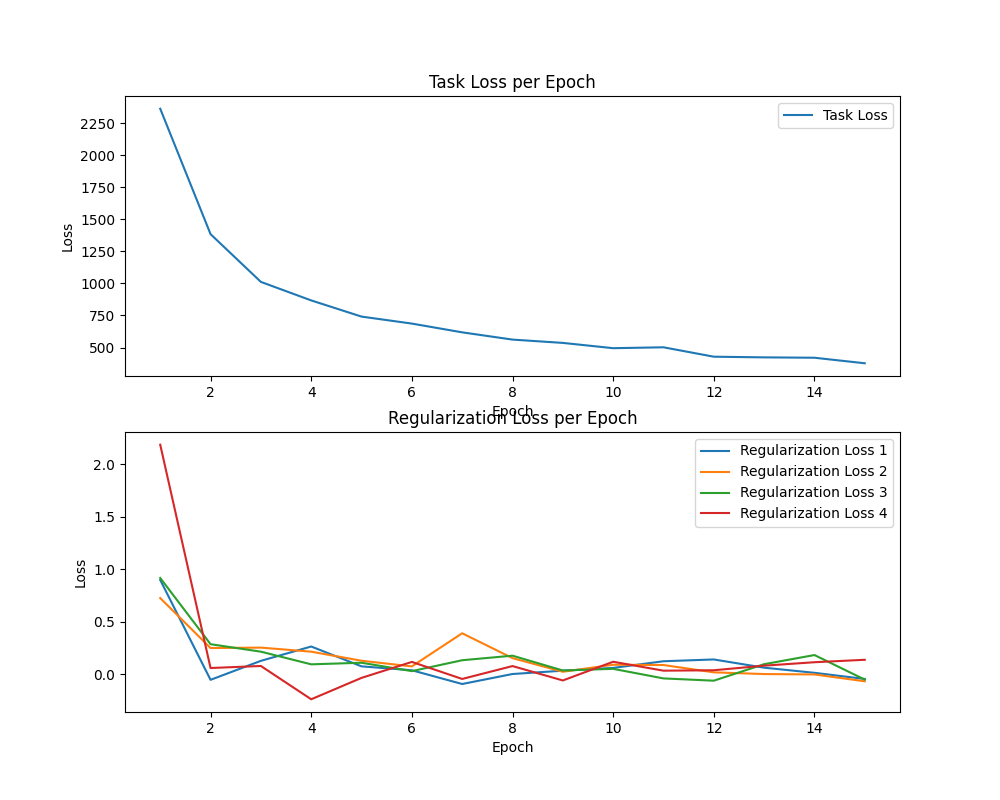 Task Loss per Epoch
Task Loss
2250
2000
1750
1500
1250
1000
750
500
Loss
2 4 6 8 10 12 14
Epoch
Regularization Loss per Epoch
Regularization Loss 1
Regularization Loss 2
Regularization Loss 3
Regularization Loss 4
2.0
1.5
1.0
0.5
0.0
Loss
2 4 6 8 10 12 14
Epoch